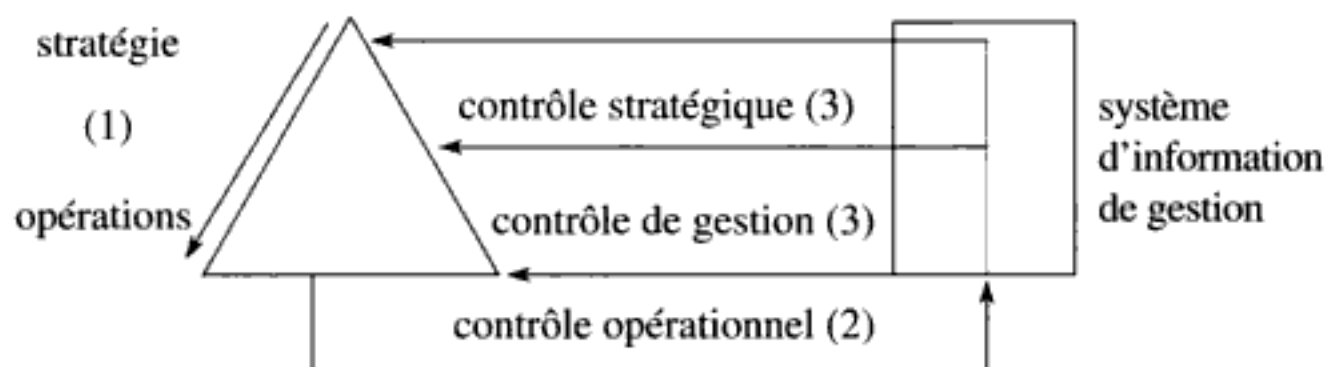 stratégie
(1)
opérations
contrôle stratégique (3)
contrôle de gestion (3)
contrôle opérationnel (2)
système
d'information
de gestion